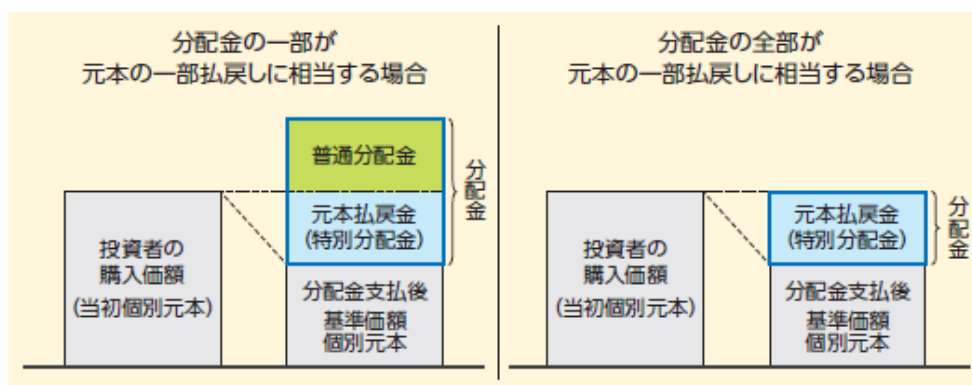 分配金の一部が
元本の一部払戻しに相当する場合
普通分配金
元本払戻金
(特別分配金)
分配金
投資者の
購入価額
(当初個別元本)
分配金支払後
基準価額
個別元本
分配金の全部が
元本の一部払戻しに相当する場合
元本払戻金
(特別分配金)
分配金
投資者の
購入価額
(当初個別元本)
分配金支払後
基準価額
個別元本